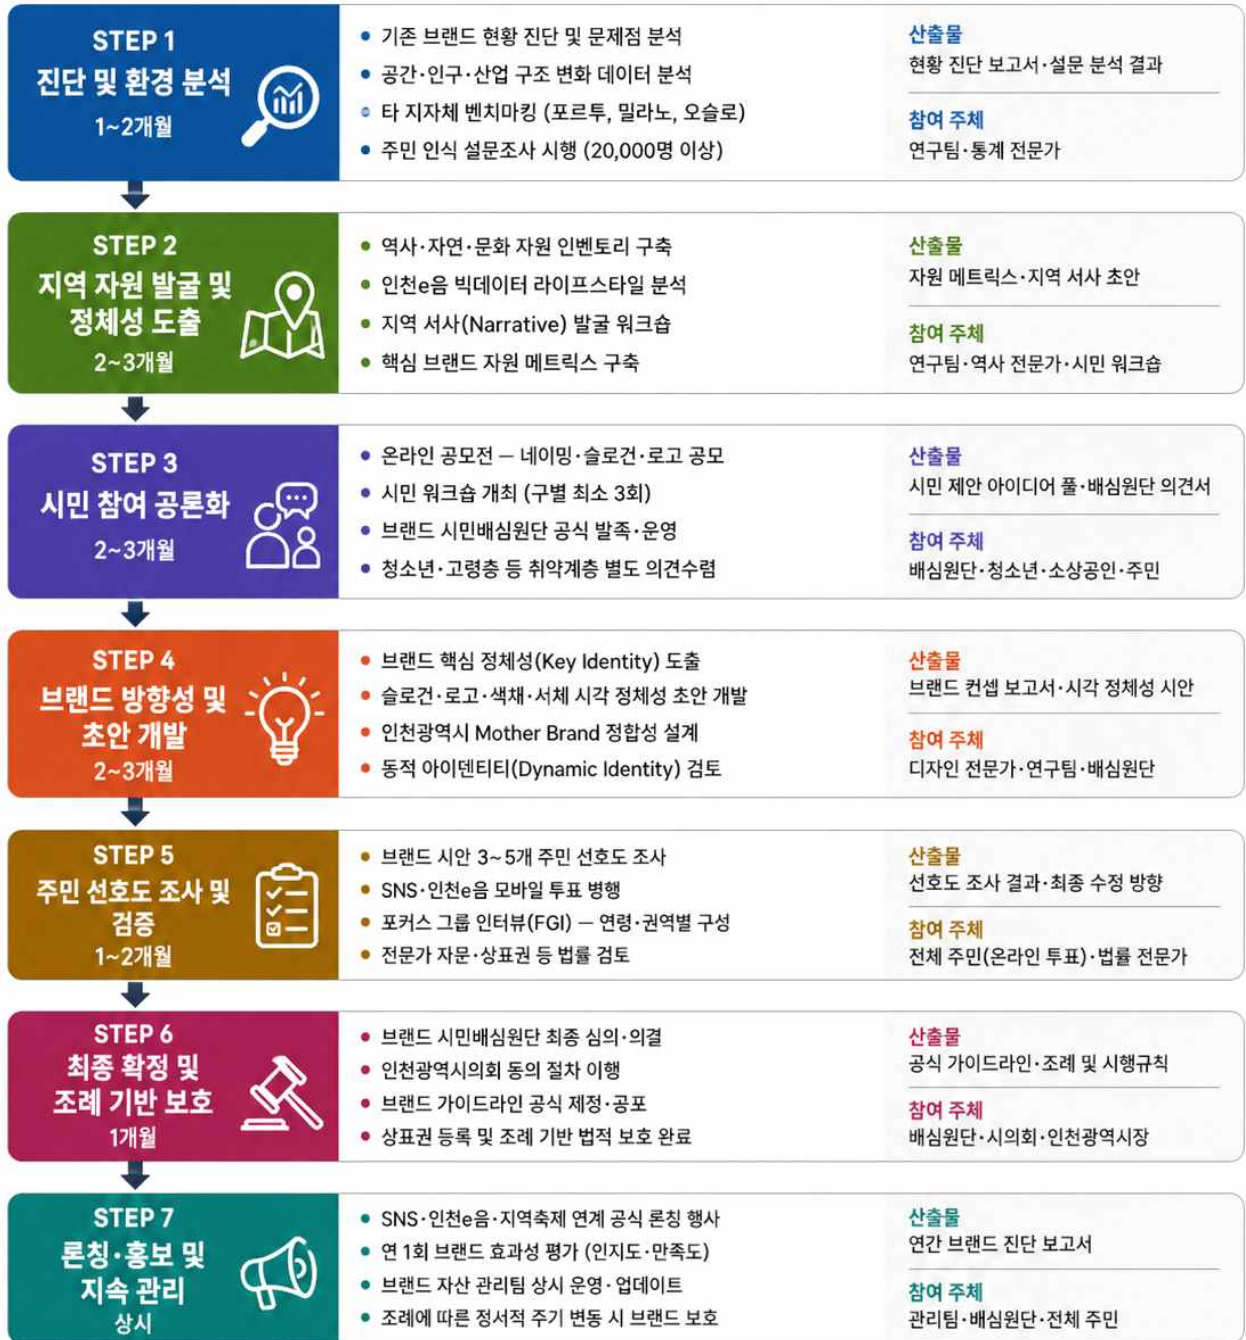 STEP 1
진단 및 환경 분석
1~2개월
• 기존 브랜드 현황 진단 및 문제점 분석
• 공간·인구·산업 구조 변화 데이터 분석
• 타 지자체 벤치마킹 (포르투, 밀라노, 오슬로)
• 주민 인식 설문조사 시행 (20,000명 이상)
산출물
현황 진단 보고서·설문 분석 결과
참여 주체
연구팀·통계 전문가
STEP 2
지역 자원 발굴 및
정체성 도출
2~3개월
• 역사·자연·문화 자원 인벤토리 구축
• 인천e음 빅데이터 라이프스타일 분석
• 지역 서사(Narrative) 발굴 워크숍
• 핵심 브랜드 자원 메트릭스 구축
산출물
자원 메트릭스·지역 서사 초안
참여 주체
연구팀·역사 전문가·시민 워크숍
STEP 3
시민 참여 공론화
2~3개월
• 온라인 공모전 – 네이밍·슬로건·로고 공모
• 시민 워크숍 개최 (구별 최소 3회)
• 브랜드 시민배심원단 공식 발족·운영
• 청소년·고령층 등 취약계층 별도 의견수렴
산출물
시민 제안 아이디어 풀·배심원단 의견서
참여 주체
배심원단·청소년·소상공인·주민
STEP 4
브랜드 방향성 및
초안 개발
2~3개월
• 브랜드 핵심 정체성(Key Identity) 도출
• 슬로건·로고·색채·서체 시각 정체성 초안 개발
• 인천광역시 Mother Brand 정합성 설계
• 동적 아이덴티티(Dynamic Identity) 검토
산출물
브랜드 컨셉 보고서·시각 정체성 시안
참여 주체
디자인 전문가·연구팀·배심원단
STEP 5
주민 선호도 조사 및
검증
1~2개월
• 브랜드 시안 3~5개 주민 선호도 조사
• SNS·인천e음 모바일 투표 병행
• 포커스 그룹 인터뷰(FGI) – 연령·권역별 구성
• 전문가 자문·상표권 등 법률 검토
산출물
선호도 조사 결과·최종 수정 방향
참여 주체
전체 주민(온라인 투표)·법률 전문가
STEP 6
최종 확정 및
조례 기반 보호
1개월
• 브랜드 시민배심원단 최종 심의·의결
• 인천광역시의회 동의 절차 이행
• 브랜드 가이드라인 공식 제정·공포
• 상표권 등록 및 조례 기반 법적 보호 완료
산출물
공식 가이드라인·조례 및 시행규칙
참여 주체
배심원단·시의회·인천광역시장
STEP 7
론칭·홍보 및
지속 관리
상시
• SNS·인천e음·지역축제 연계 공식 론칭 행사
• 연 1회 브랜드 효과성 평가 (인지도·만족도)
• 브랜드 자산 관리팀 상시 운영·업데이트
• 조례에 따른 정서적 주기 변동 시 브랜드 보호
산출물
연간 브랜드 진단 보고서
참여 주체
관리팀·배심원단·전체 주민